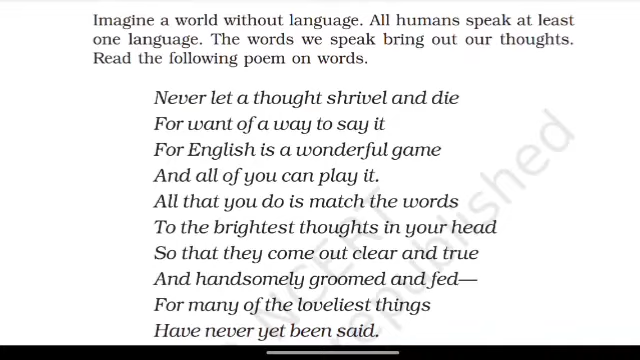 Imagine a world without language. All humans speak at least
one language. The words we speak bring out our thoughts.
Read the following poem on words.
Never let a thought shrivel and die
For want of a way to say it
For English is a wonderful game
And all of you can play it.
All that you do is match the words
To the brightest thoughts in your head
So that they come out clear and true
And handsomely groomed and fed—
For many of the loveliest things
Have never yet been said.
NCERT
republished